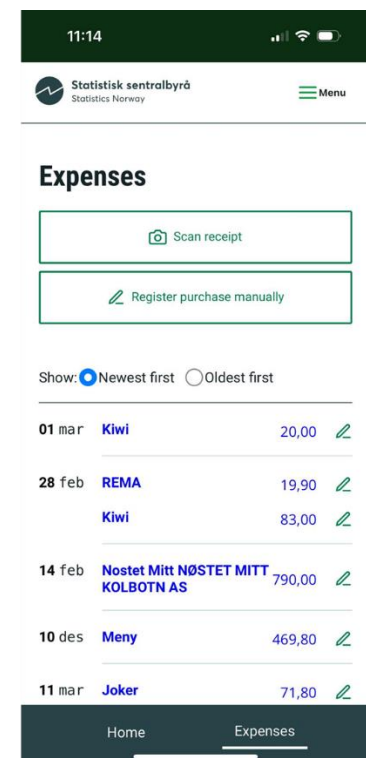 11:14
Statistisk sentralbyrå
Statistics Norway
Menu
Expenses
Scan receipt
Register purchase manually
Show: Newest first Oldest first
01 mar Kiwi 20,00
28 feb REMA 19,90
Kiwi 83,00
14 feb Nostet Mitt NØSTET MITT 790,00
KOLBOTN AS
10 des Meny 469,80
11 mar Joker 71,80
Home Expenses